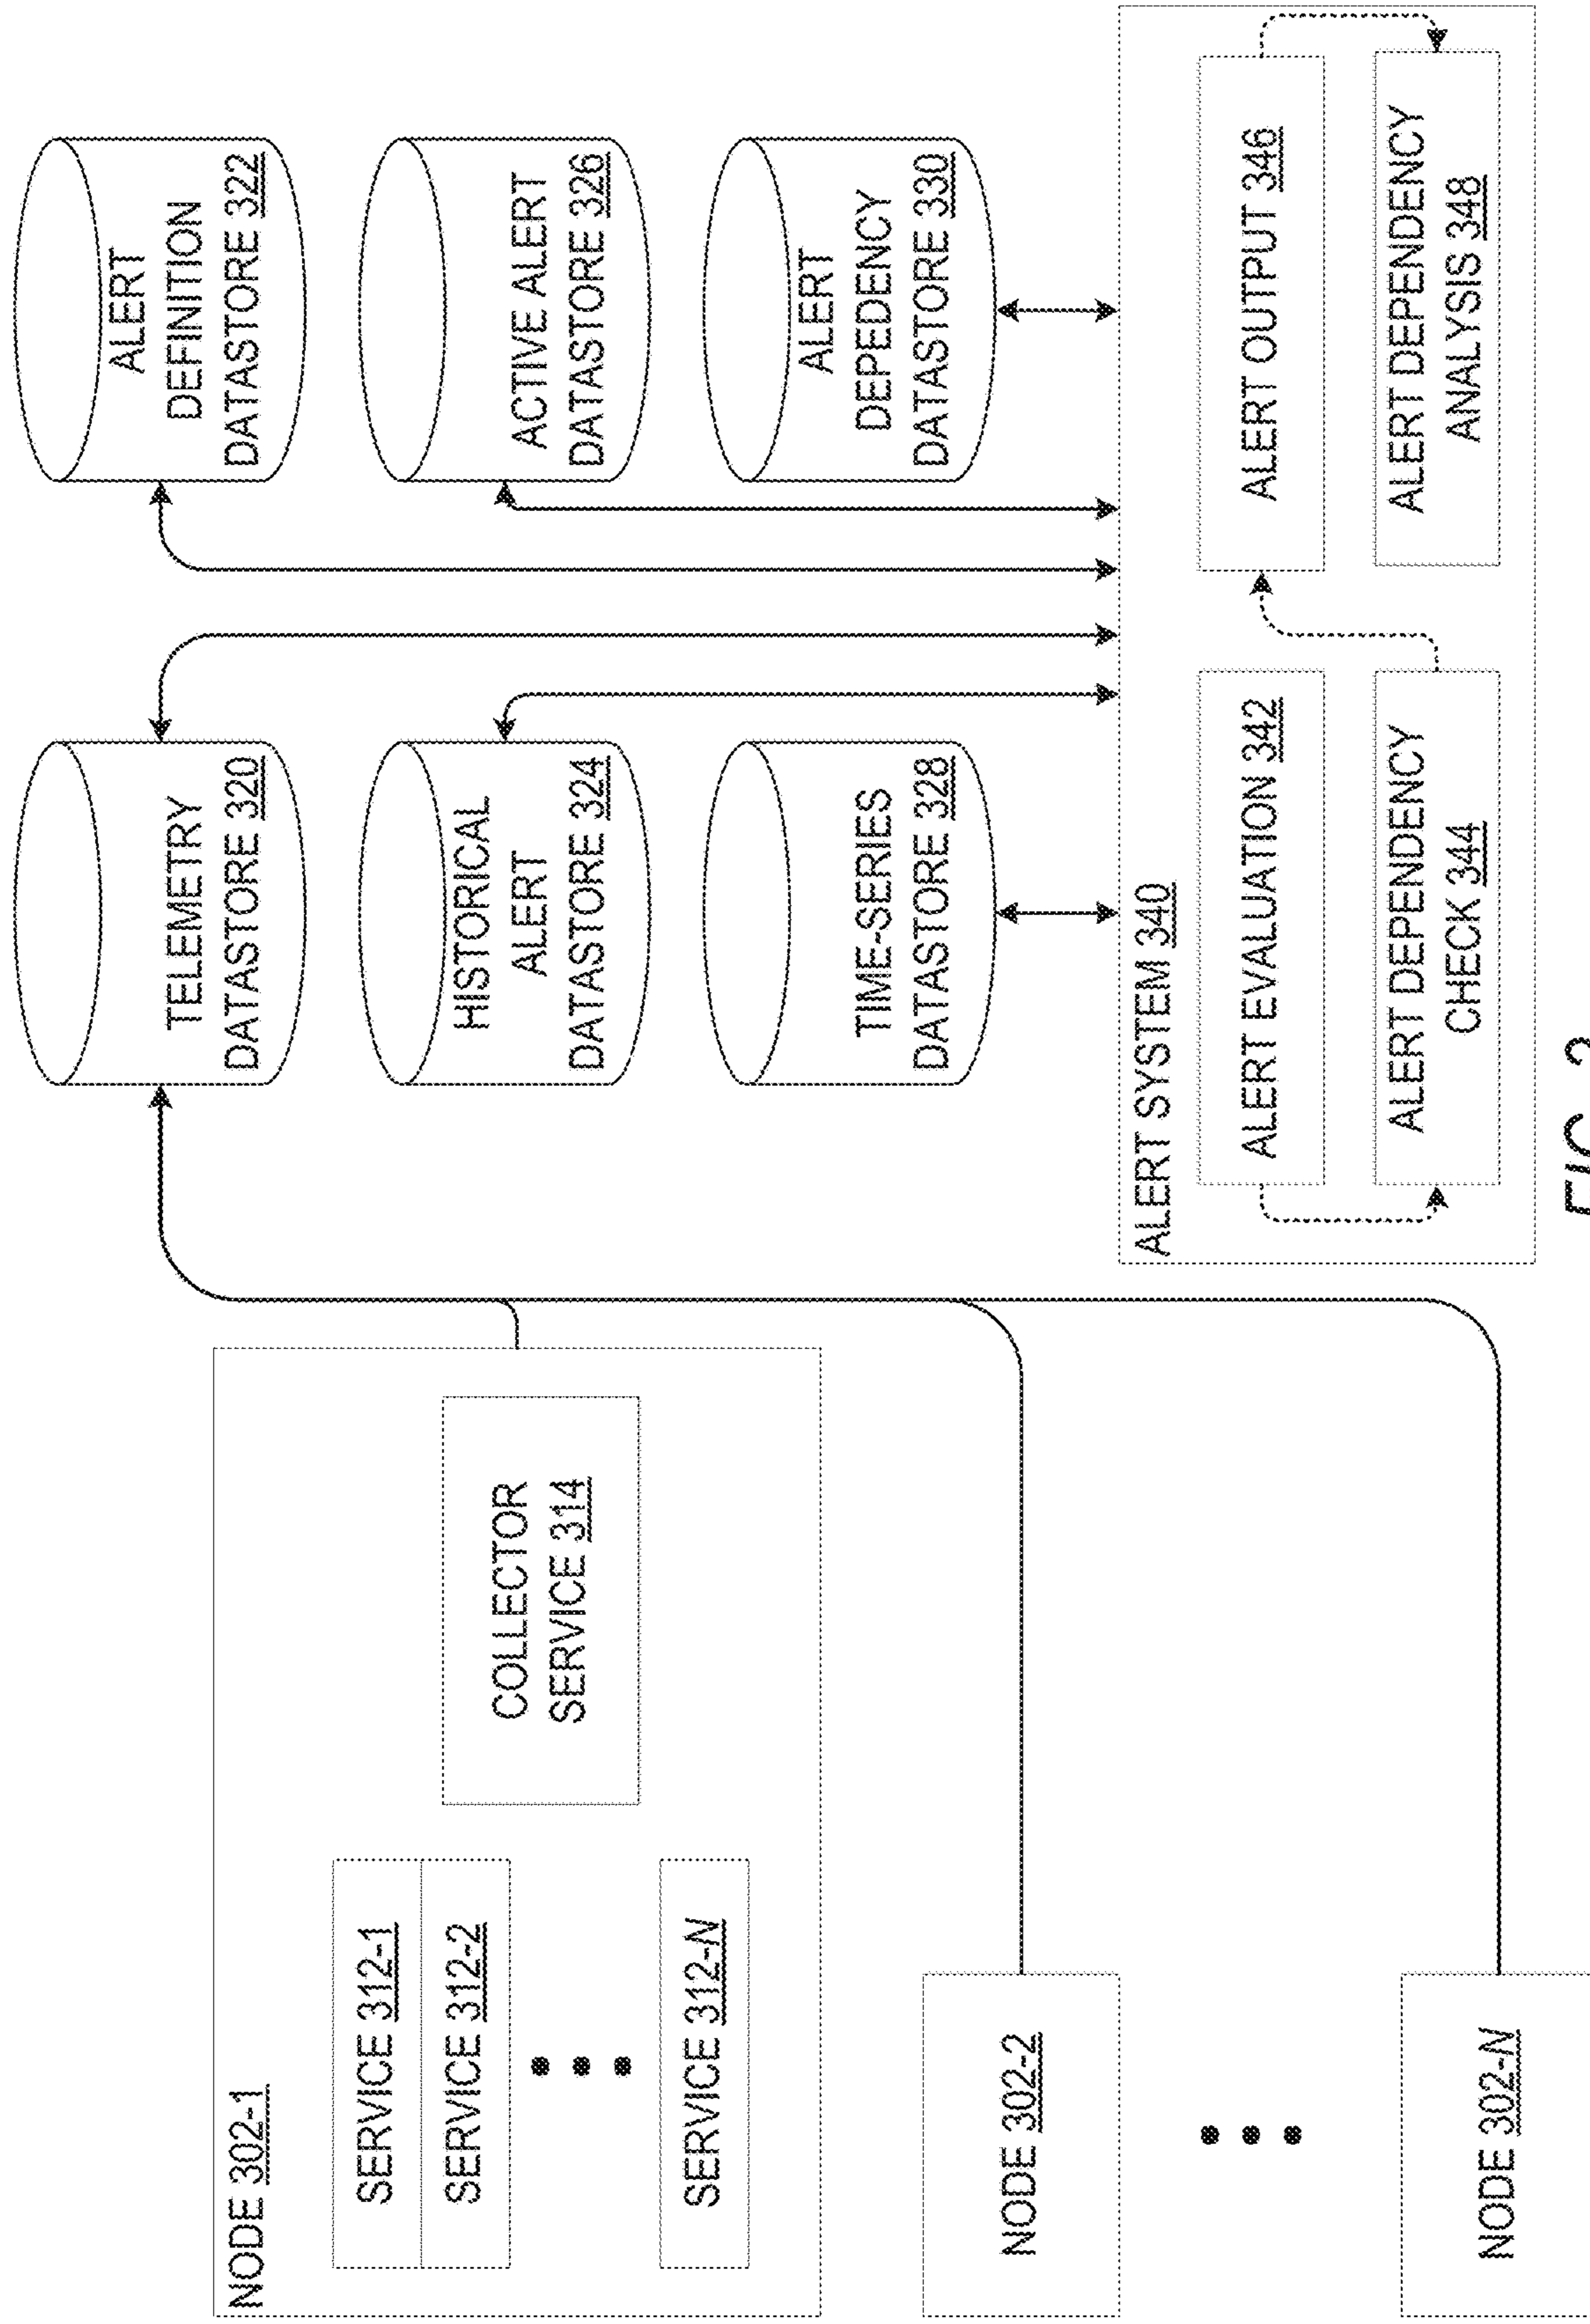 NODE 302-1
SERVICE 312-1
SERVICE 312-2
SERVICE 312-N
COLLECTOR
SERVICE 314
NODE 302-2
NODE 302-N
TELEMETRY
DATASTORE 320
ALERT
DEFINITION
DATASTORE 322
HISTORICAL
ALERT
DATASTORE 324
ACTIVE ALERT
DATASTORE 326
TIME-SERIES
DATASTORE 328
ALERT
DEPEDENCY
DATASTORE 330
ALERT SYSTEM 340
ALERT EVALUATION 342
ALERT DEPENDENCY
CHECK 344
ALERT OUTPUT 346
ALERT DEPENDENCY
ANALYSIS 348
FIG.